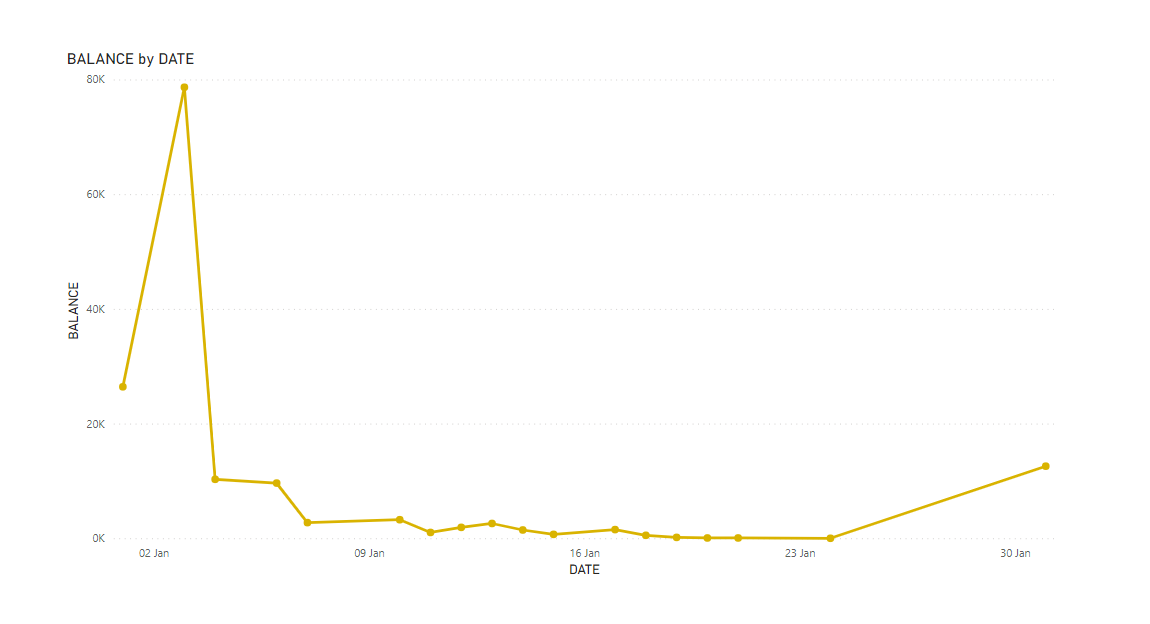 BALANCE by DATE
80K
60K
40K
20K
0K
BALANCE
02 Jan
09 Jan
16 Jan
23 Jan
30 Jan
DATE